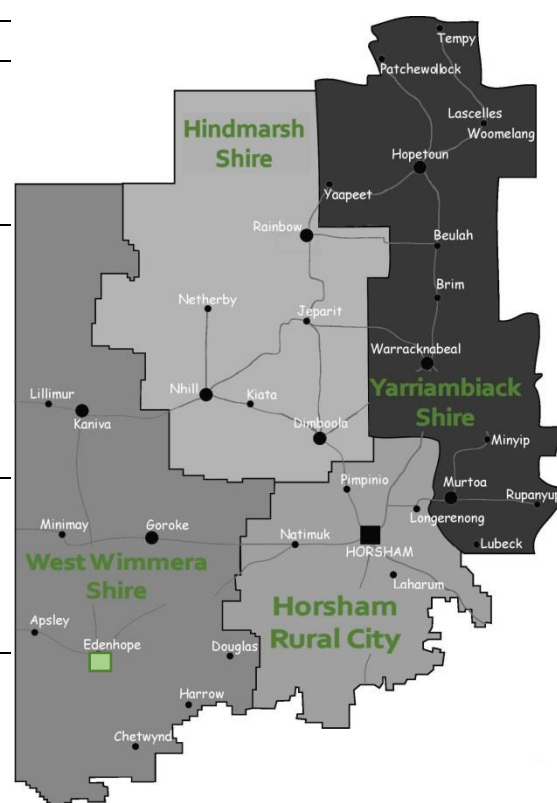 Tempy
Patchewollock
Lascelles
Woomelang
Hindmarsh
Shire
Hopetoun
Yaapeet
Rainbow
Beulah
Brim
Netherby
Jeparit
Warracknabeal
Yarriambiack
Shire
Lillimur
Kaniva
Nhill
Kiata
Dimboola
Minyip
Pimpinio
Murtoa
Rupanyup
Longerenong
Minimay
Goroke
Natimuk
HORSHAM
Lubeck
West Wimmera
Shire
Laharum
Horsham
Rural City
Apsley
Edenhope
Douglas
Harrow
Chetwynd